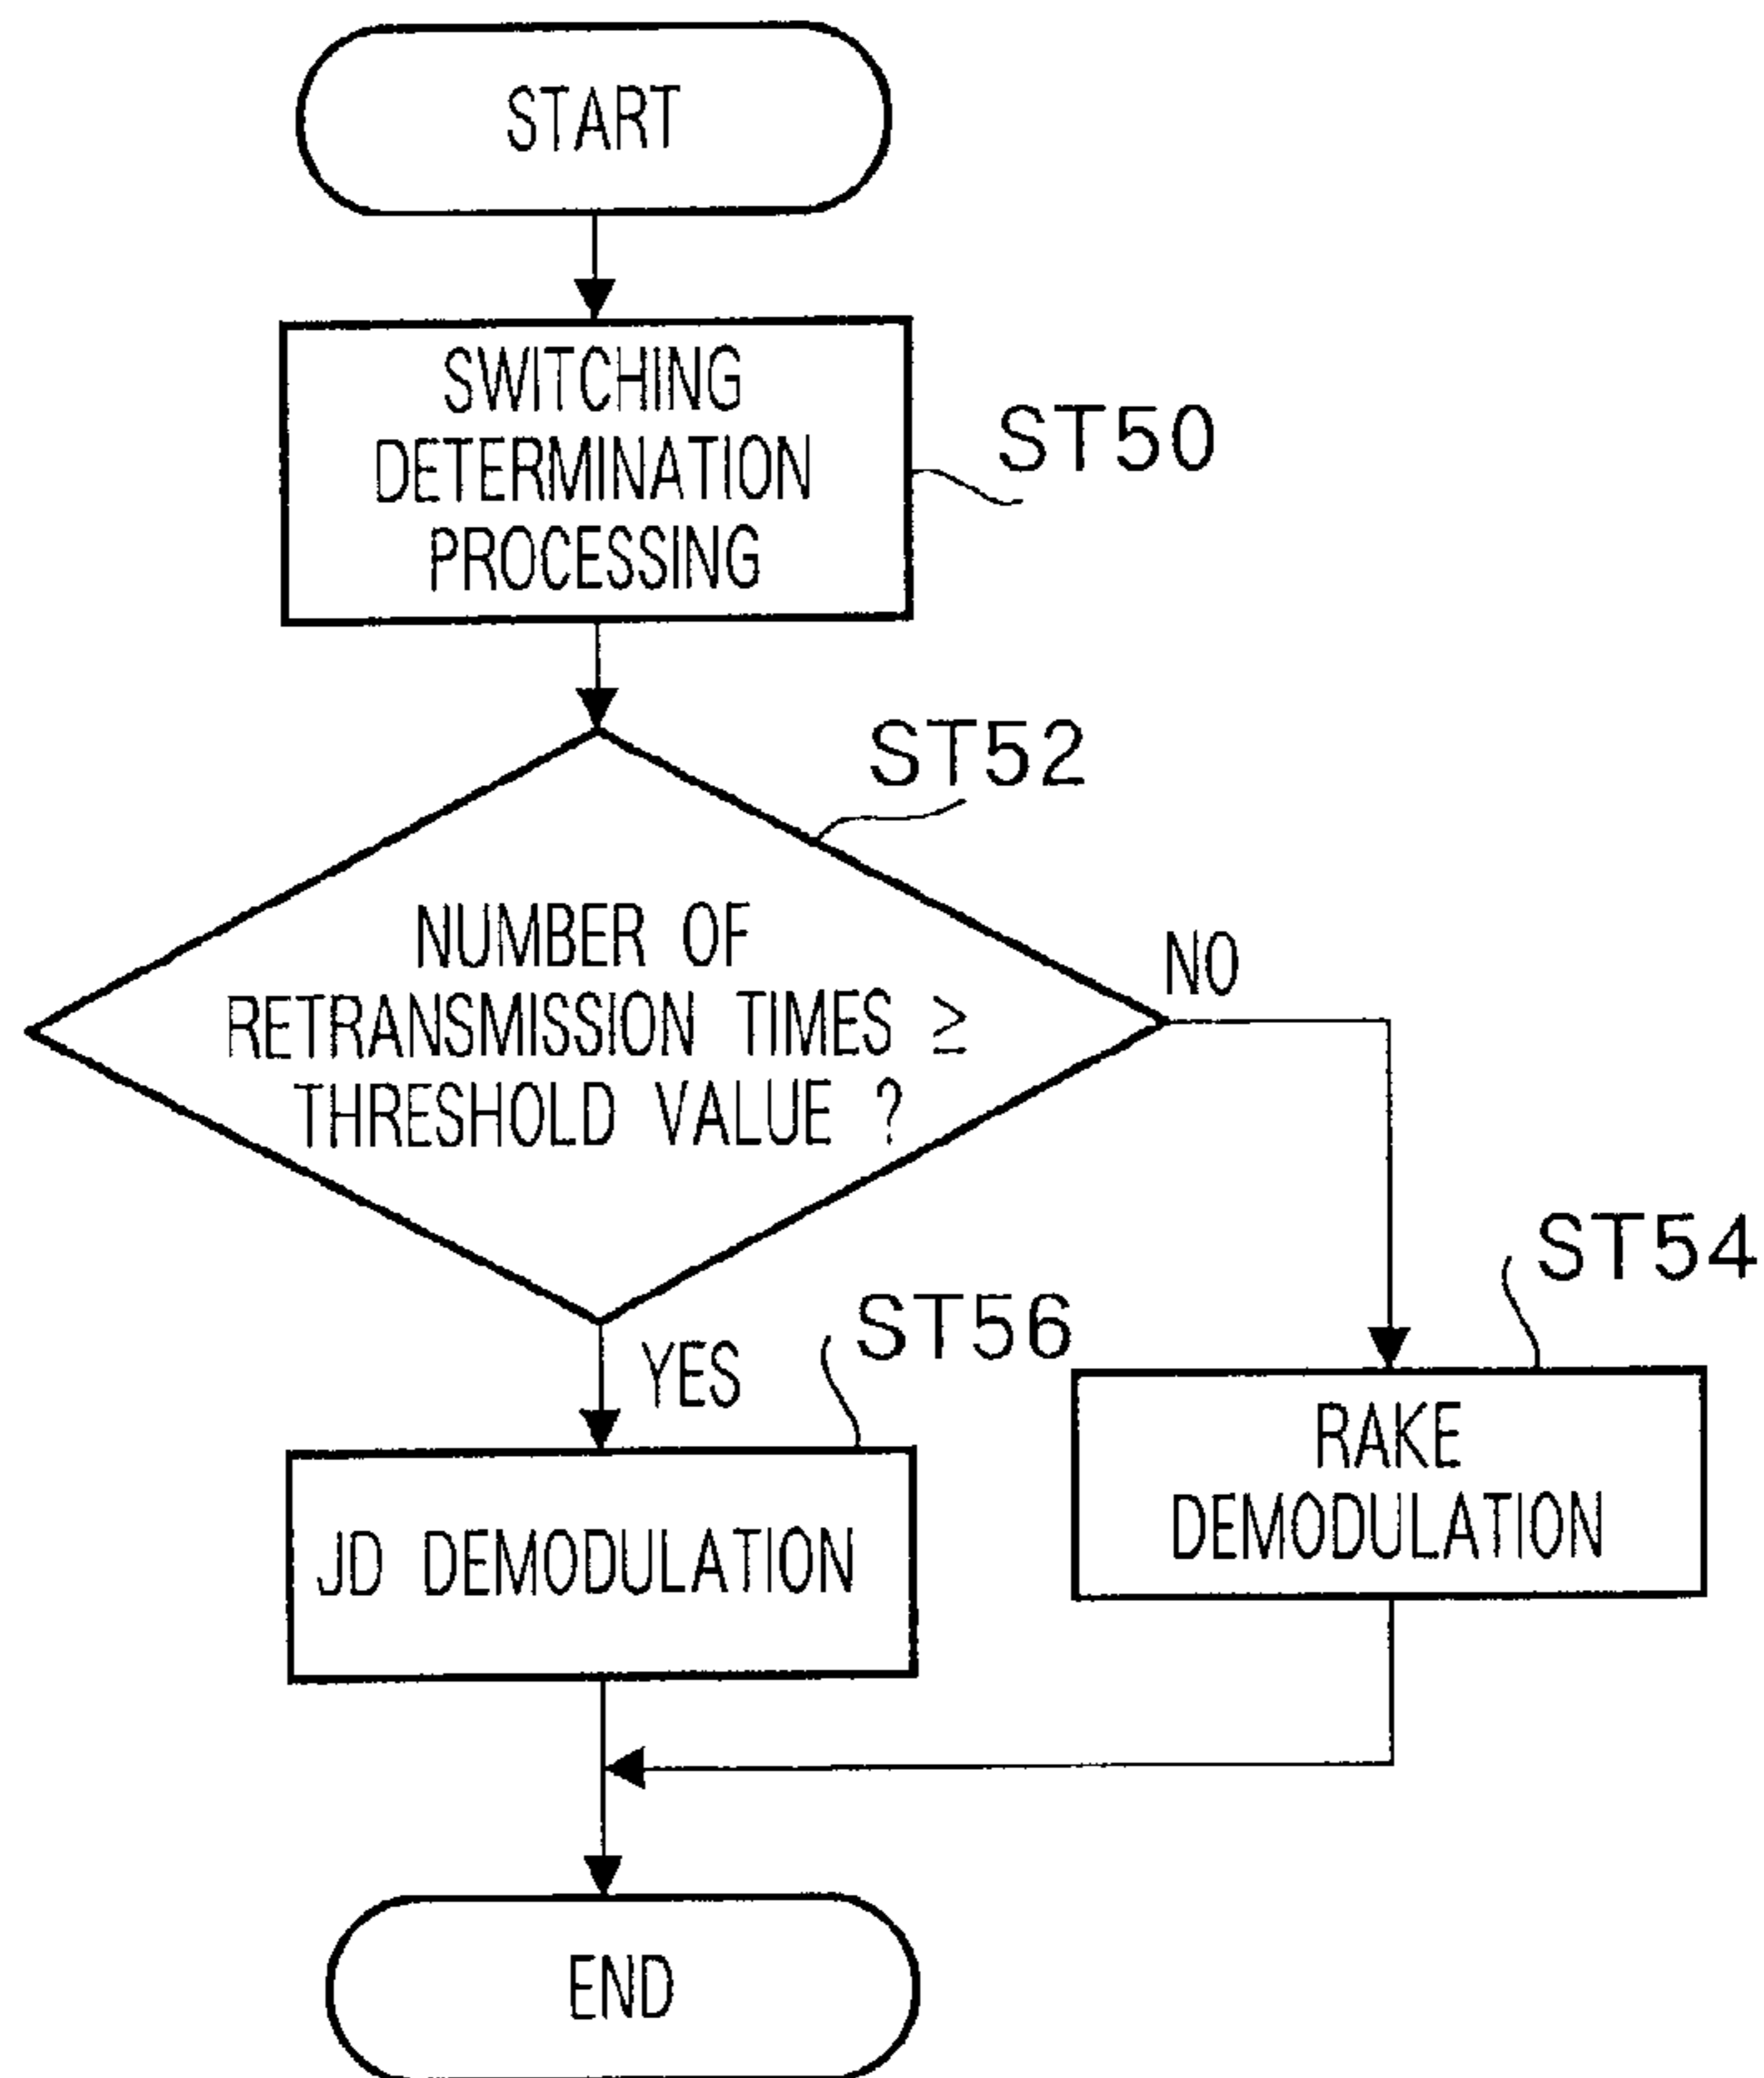 START
SWITCHING
DETERMINATION
PROCESSING
ST50
ST52
NUMBER OF
RETRANSMISSION TIMES ≥
THRESHOLD VALUE ?
NO
YES
ST56
ST54
JD DEMODULATION
RAKE
DEMODULATION
END